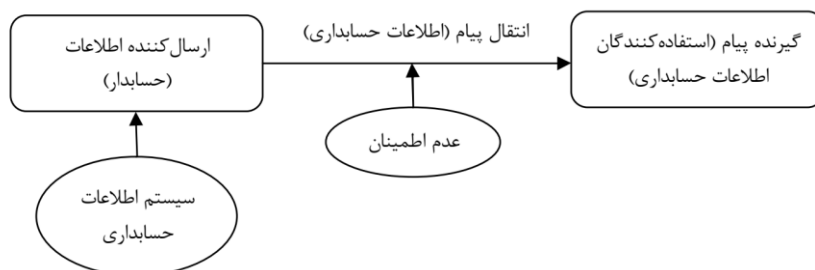 ارسال‌کننده اطلاعات
(حسابدار)
انتقال پیام (اطلاعات حسابداری)
گیرنده پیام (استفاده‌کنندگان
اطلاعات حسابداری)
عدم اطمینان
سیستم اطلاعات
حسابداری